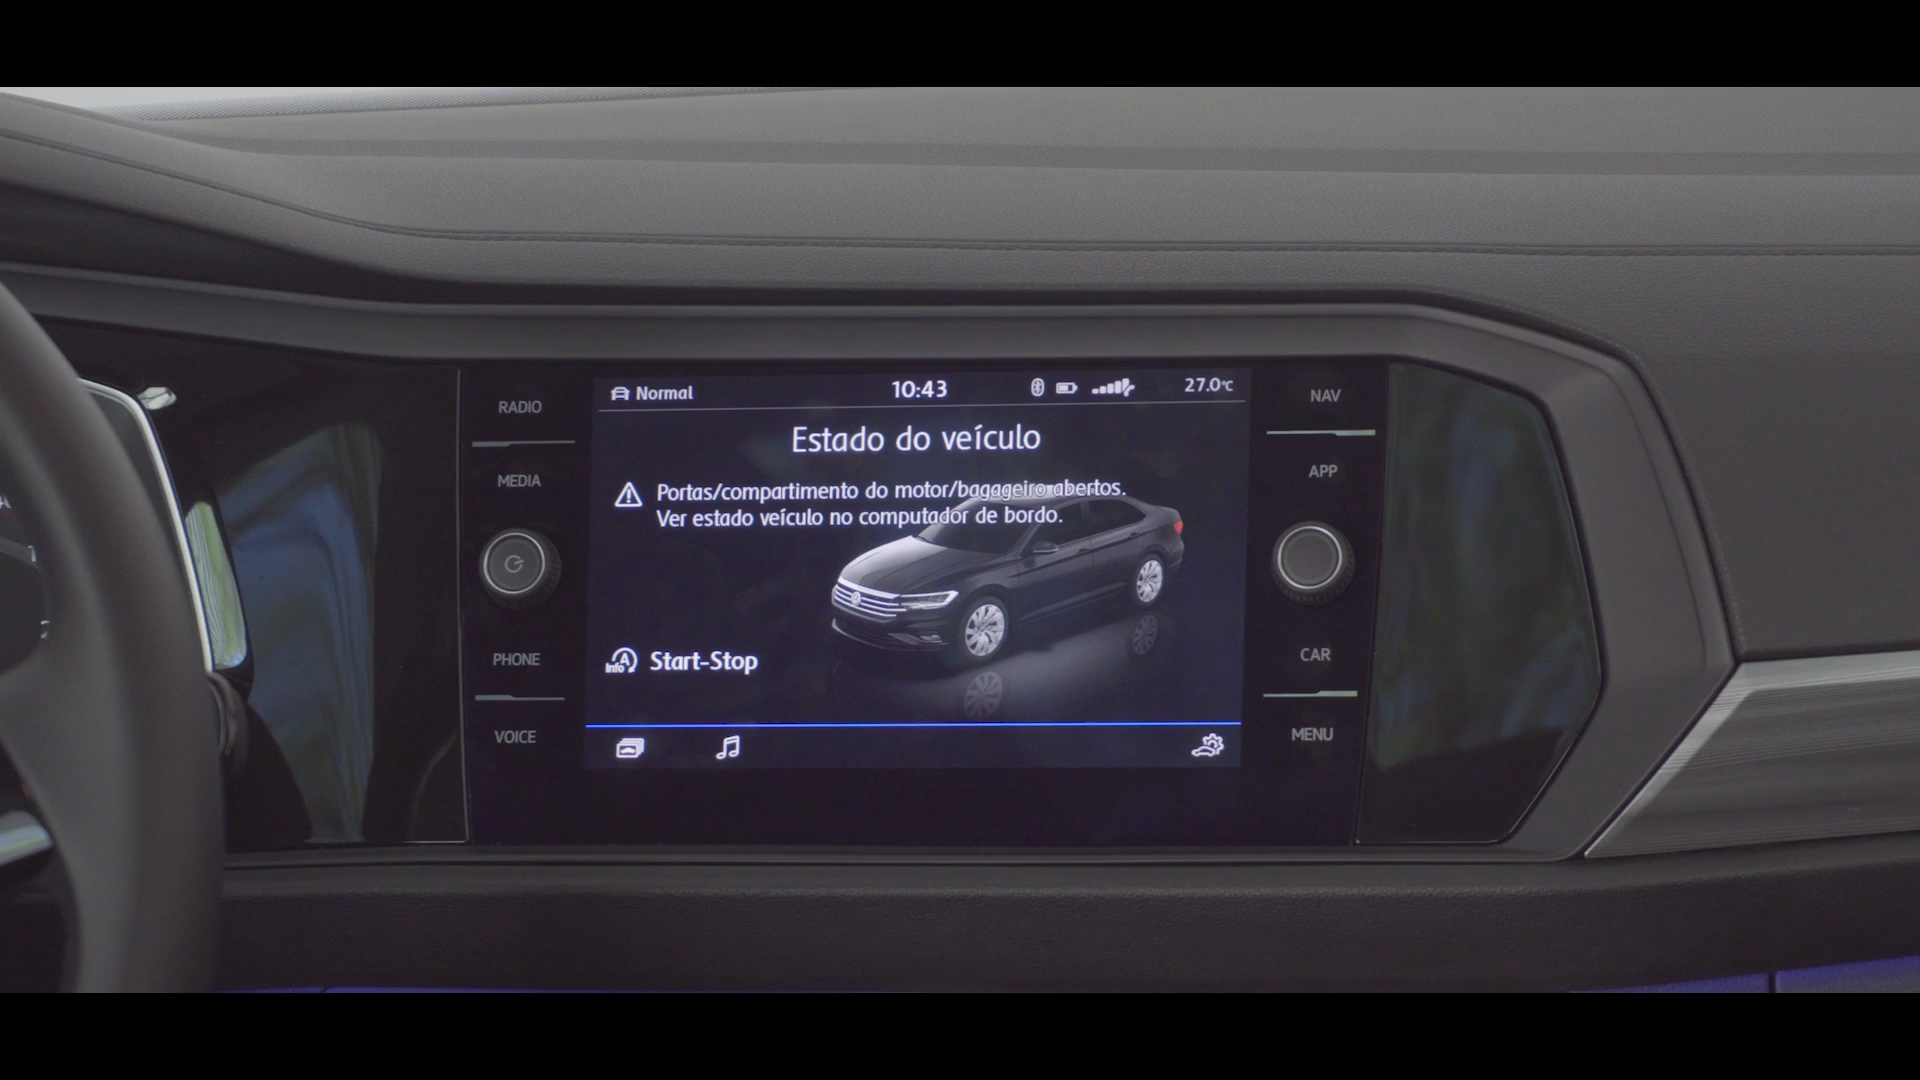 RADIO
MEDIA
PHONE
VOICE
Normal
10:43
27.0°C
Estado do veículo
Portas/compartimento do motor/bagageiro abertos.
Ver estado veículo no computador de bordo.
Info A Start-Stop
NAV
APP
CAR
MENU